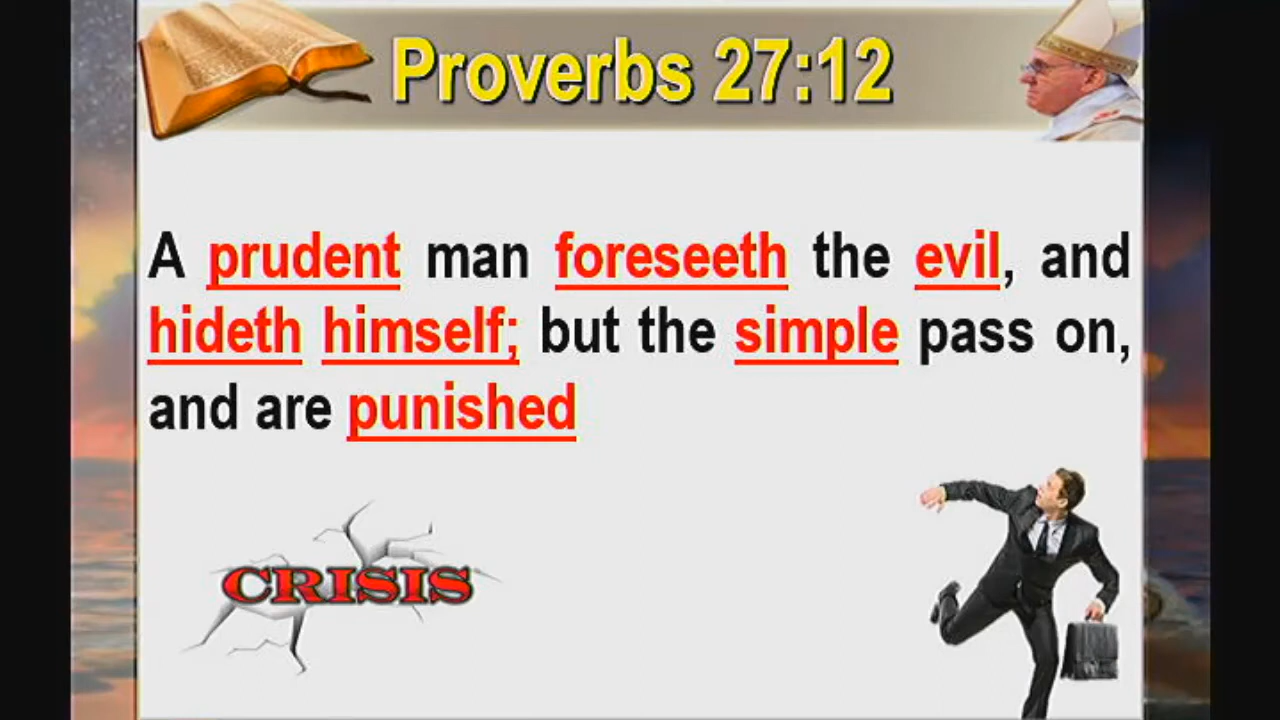 Proverbs 27:12
A prudent man foreseeth the evil, and
hideth himself; but the simple pass on,
and are punished
CRISIS